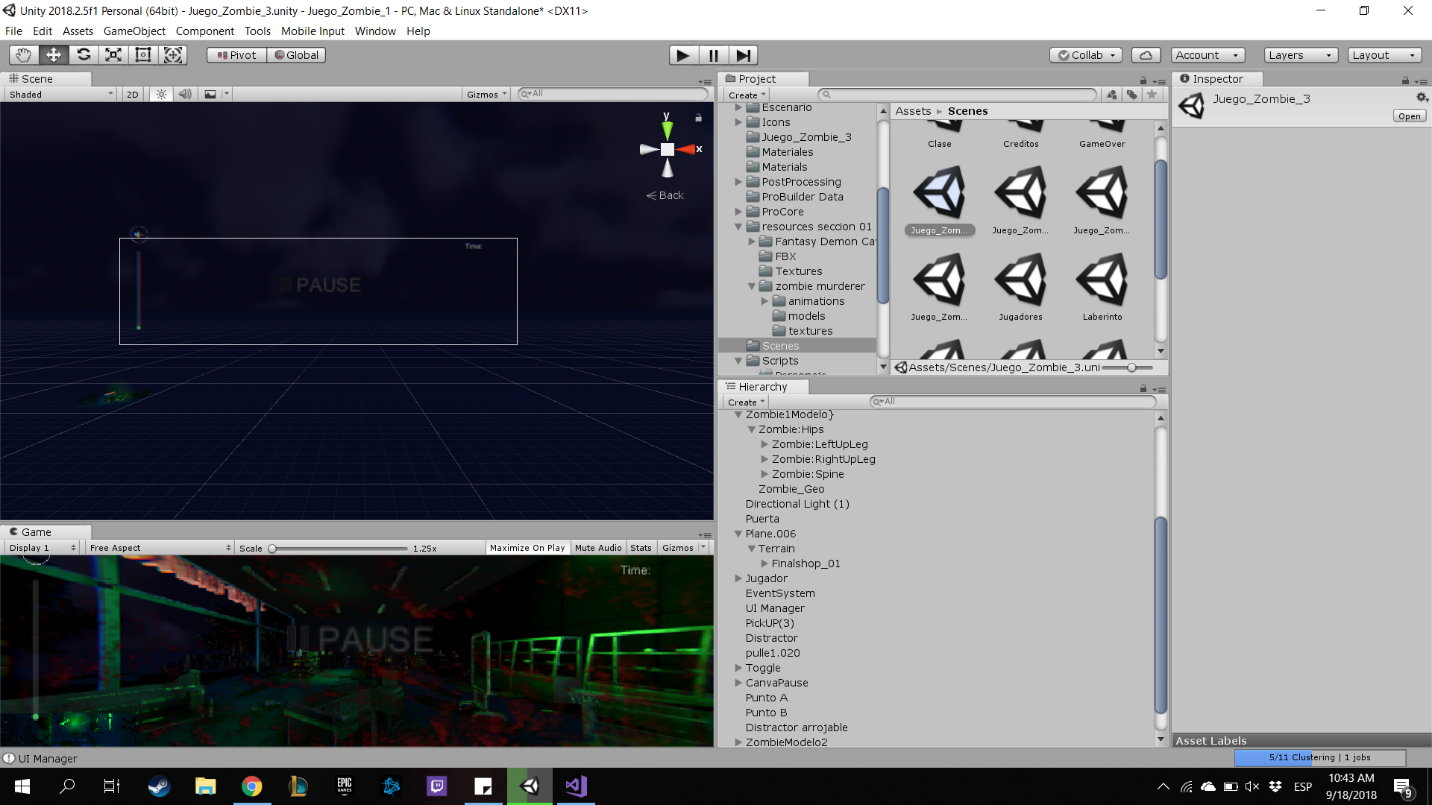 Unity 2018.2.5f1 Personal (64bit) - Juego_Zombie_3.unity - Juego_Zombie_1 - PC, Mac & Linux Standalone* <DX11>
File Edit Assets GameObject Component Tools Mobile Input Window Help
Pivot Global Collab Account Layers Layout
Scene
Shaded 2D Gizmos All
y
x
Back
Time:
PAUSE
Game
Display 1 Free Aspect Scale 1.25x Maximize On Play Mute Audio Stats Gizmos
Time:
PAUSE
Project
Create
Escenario
Icons
Juego_Zombie_3
Materiales
Materials
PostProcessing
ProBuilder Data
ProCore
resources seccion 01
Fantasy Demon Ca
FBX
Textures
zombie murderer
animations
models
textures
Scenes
Scripts
Assets Scenes
Clase Creditos GameOver
Juego_Zom... Juego_Zom... Juego_Zom...
Juego_Zom... Jugadores Laberinto
Assets/Scenes/Juego_Zombie_3.uni
Hierarchy
Create All
Zombie1Modelo}
Zombie:Hips
Zombie:LeftUpLeg
Zombie:RightUpLeg
Zombie:Spine
Zombie_Geo
Directional Light (1)
Puerta
Plane.006
Terrain
Finalshop_01
Jugador
EventSystem
UI Manager
PickUP(3)
Distractor
pulle1.020
Toggle
CanvaPause
Punto A
Punto B
Distractor arrojable
ZombieModelo2
Inspector
Juego_Zombie_3
Open
Asset Labels
UI Manager
5/11 Clustering | 1 jobs
EPIC GAMES
ESP
10:43 AM
9/18/2018
9